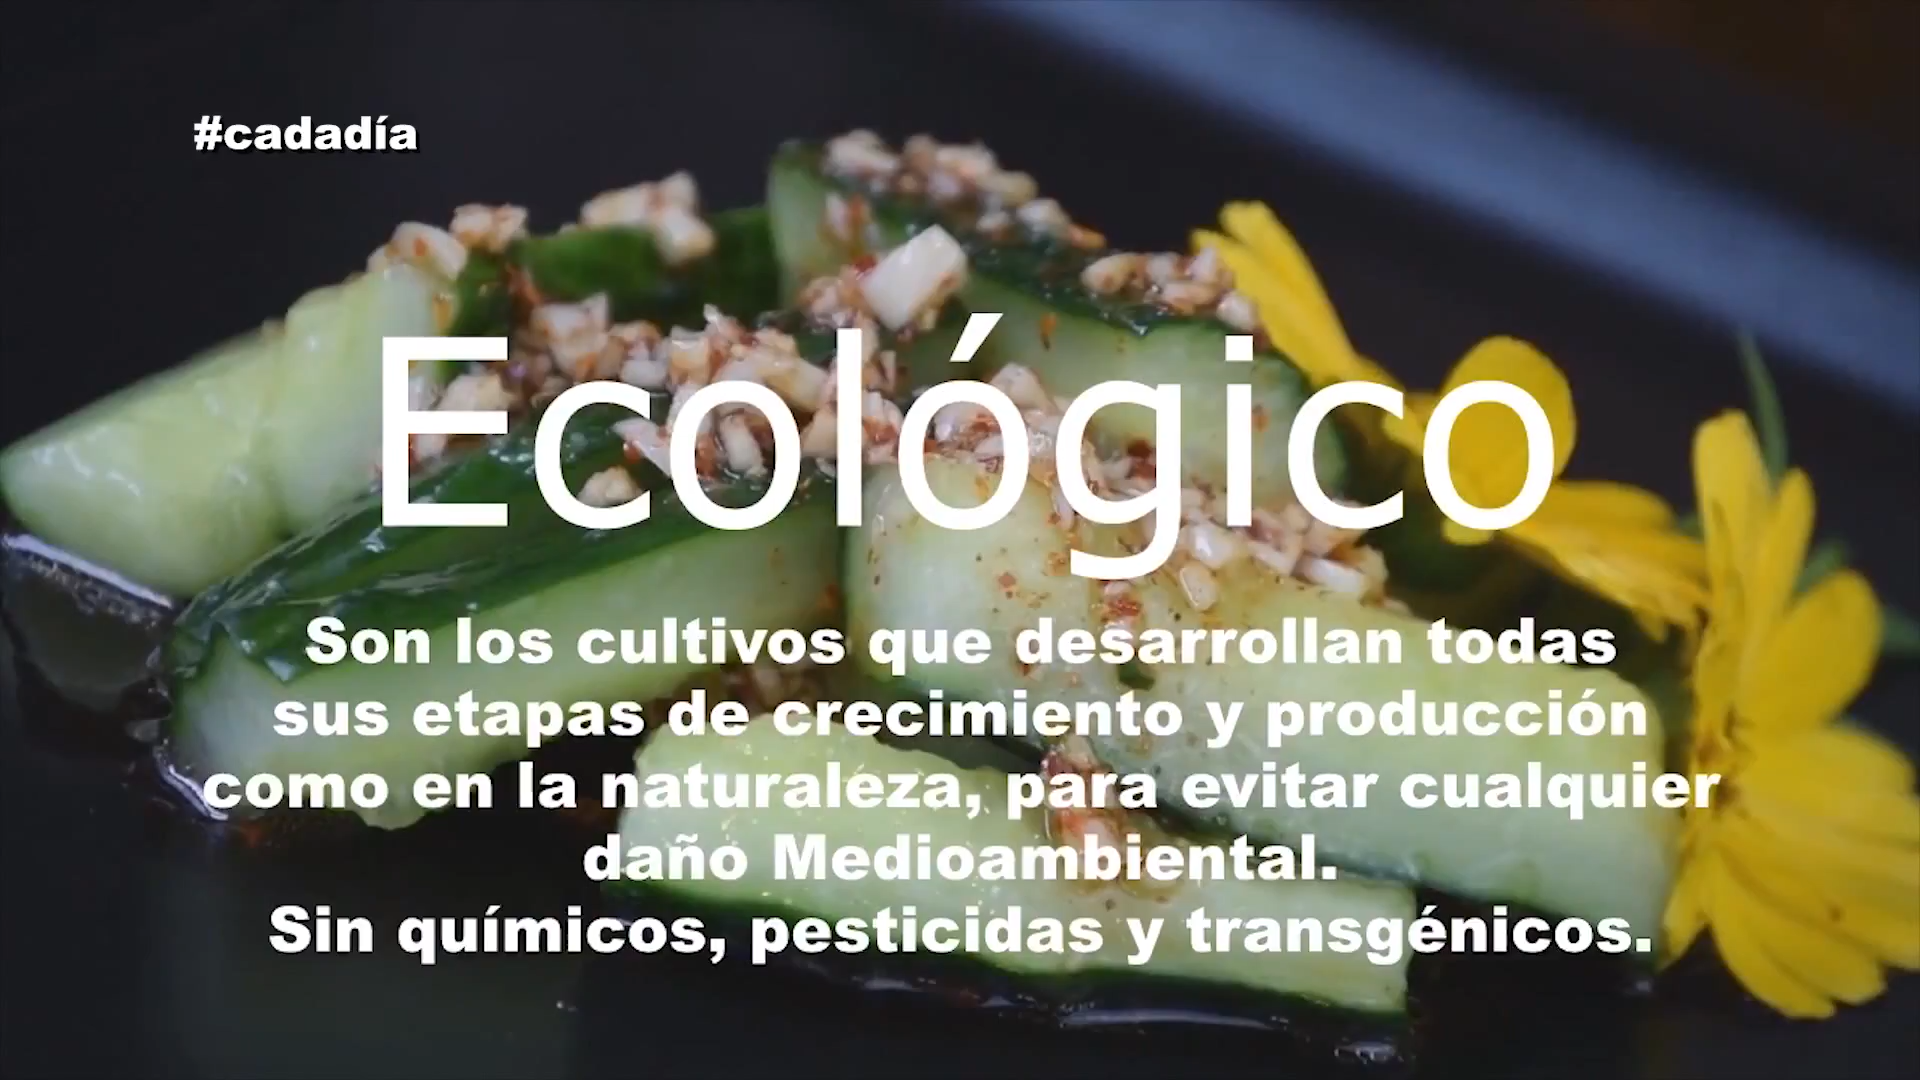 #cadadía
Ecológico
Son los cultivos que desarrollan todas
sus etapas de crecimiento y producción
como en la naturaleza, para evitar cualquier
daño Medioambiental.
Sin químicos, pesticidas y transgénicos.